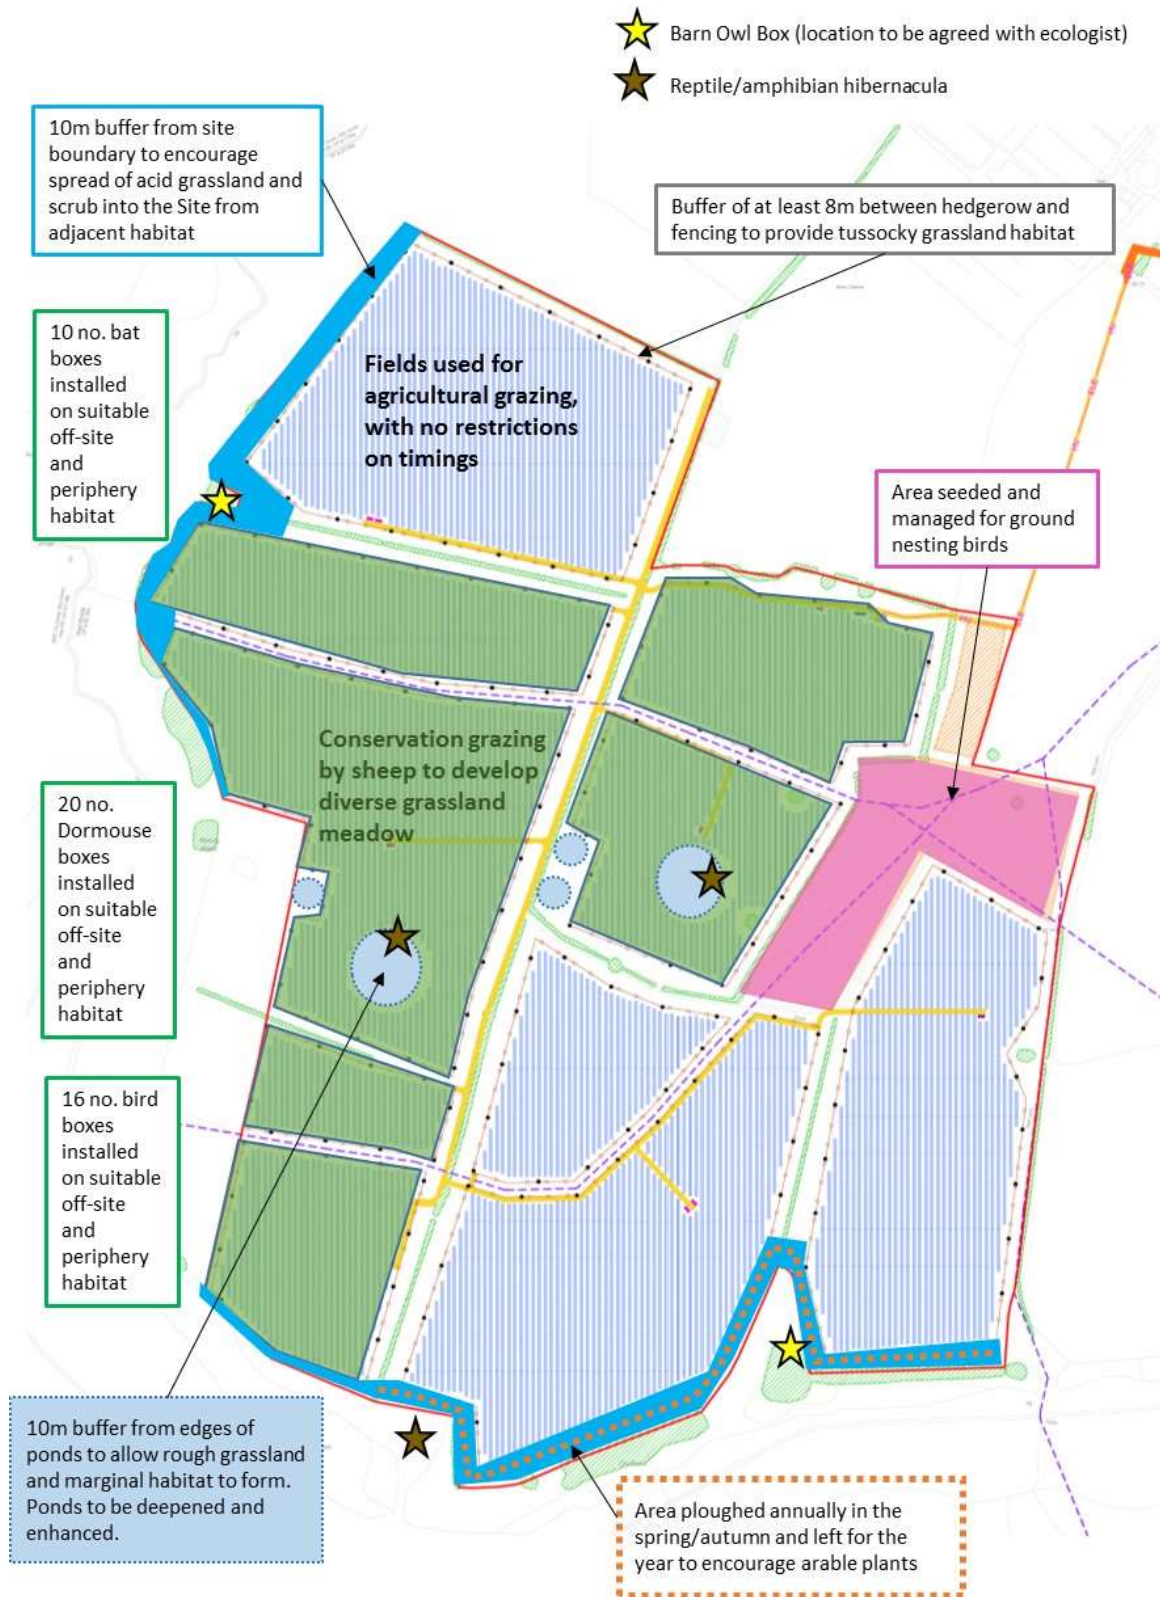 Barn Owl Box (location to be agreed with ecologist)
Reptile/amphibian hibernacula
10m buffer from site
boundary to encourage
spread of acid grassland and
scrub into the Site from
adjacent habitat
Buffer of at least 8m between hedgerow and
fencing to provide tussocky grassland habitat
10 no. bat
boxes
installed
on suitable
off-site
and
periphery
habitat
Fields used for
agricultural grazing,
with no restrictions
on timings
Area seeded and
managed for ground
nesting birds
Conservation grazing
by sheep to develop
diverse grassland
meadow
20 no.
Dormouse
boxes
installed
on suitable
off-site
and
periphery
habitat
16 no. bird
boxes
installed
on suitable
off-site
and
periphery
habitat
10m buffer from edges of
ponds to allow rough grassland
and marginal habitat to form.
Ponds to be deepened and
enhanced.
Area ploughed annually in the
spring/autumn and left for the
year to encourage arable plants